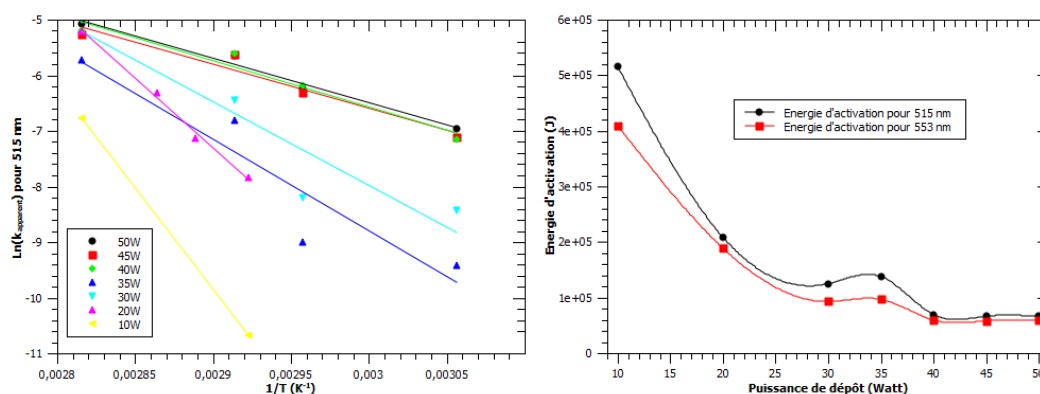 -5
-6
-7
-8
-9
-10
-11
Ln(k apparent) pour 515 nm
50W
45W
40W
35W
30W
20W
10W
0,0028 0,00285 0,0029 0,00295 0,003 0,00305
1/T (K-1)
6e+05
5e+05
4e+05
3e+05
2e+05
1e+05
0
Energie d'activation (J)
Energie d'activation pour 515 nm
Energie d'activation pour 553 nm
10 15 20 25 30 35 40 45 50
Puissance de dépôt (Watt)